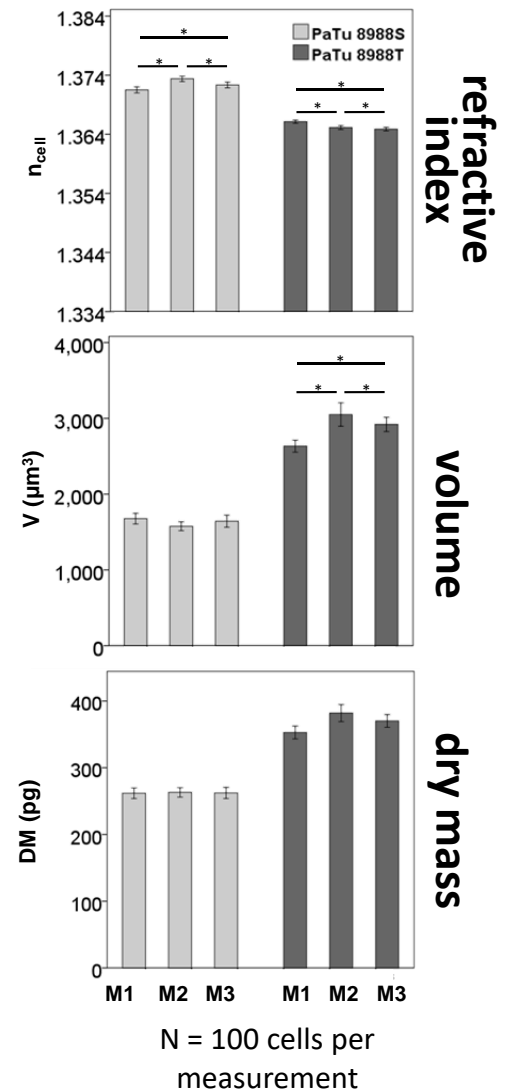 1.384
1.374
1.364
1.354
1.344
1.334
n_cell
PaTu 8988S
PaTu 8988T
*
* *
*
* *
refractive
index
4,000
3,000
2,000
1,000
0
V (µm³)
*
* *
volume
400
300
200
100
0
DM (pg)
dry mass
M1 M2 M3 M1 M2 M3
N = 100 cells per
measurement